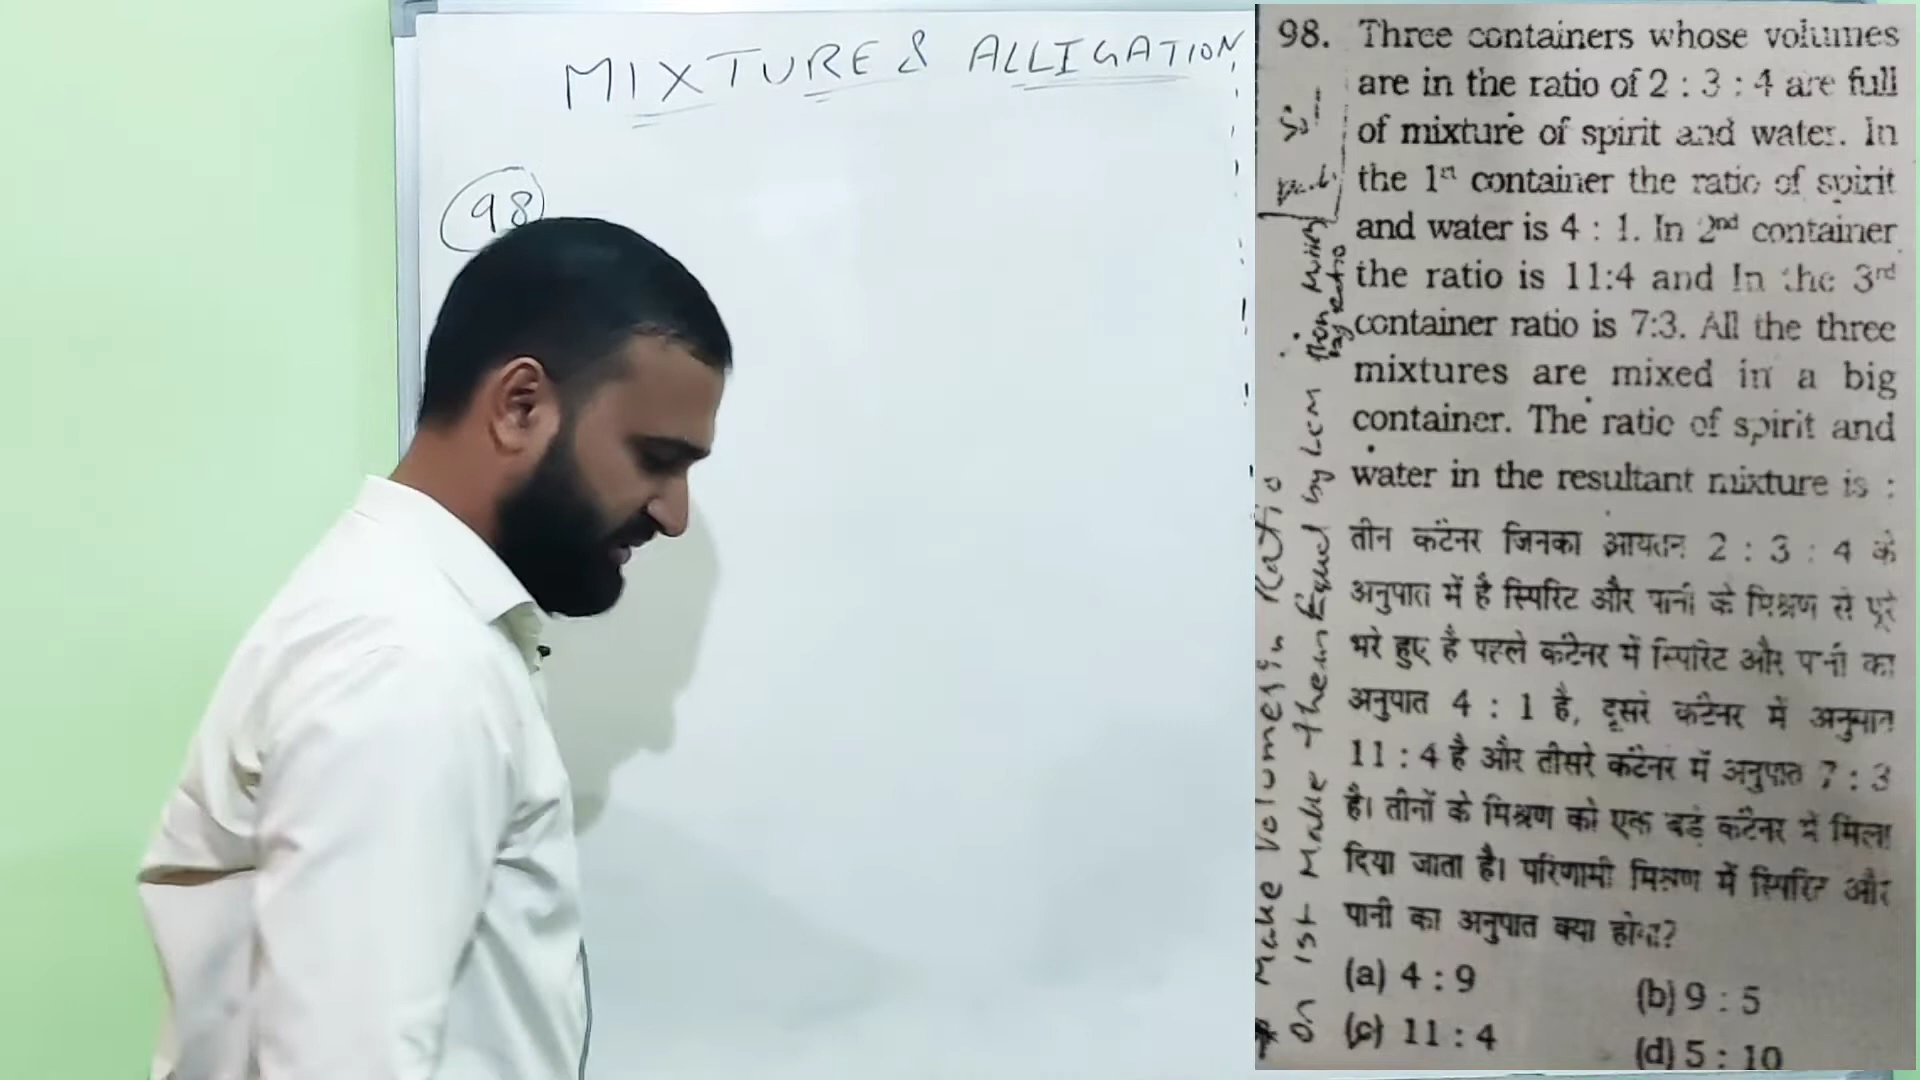 MIXTURE & ALLIGATION
98
98. Three containers whose volumes
are in the ratio of 2 : 3 : 4 are full
of mixture of spirit and water. In
the 1st container the ratio of spirit
and water is 4 : 1. In 2nd container
the ratio is 11:4 and In the 3rd
container ratio is 7:3. All the three
mixtures are mixed in a big
container. The ratio of spirit and
water in the resultant mixture is :
तीन कंटेनर जिनका आयतन 2 : 3 : 4 के
अनुपात में है स्पिरिट और पानी के मिश्रण से पूरे
भरे हुए है पहले कंटेनर में स्पिरिट और पानी का
अनुपात 4 : 1 है, दूसरे कंटेनर में अनुपात
11 : 4 है और तीसरे कंटेनर में अनुपात 7 : 3
है। तीनों के मिश्रण को एक बड़े कंटेनर में मिला
दिया जाता है। परिणामी मिश्रण में स्पिरिट और
पानी का अनुपात क्या होगा?
(a) 4 : 9
(b) 9 : 5
(c) 11 : 4
(d) 5 : 10
Make volumes in Ratio
on 1st Make them Equal by LCM then